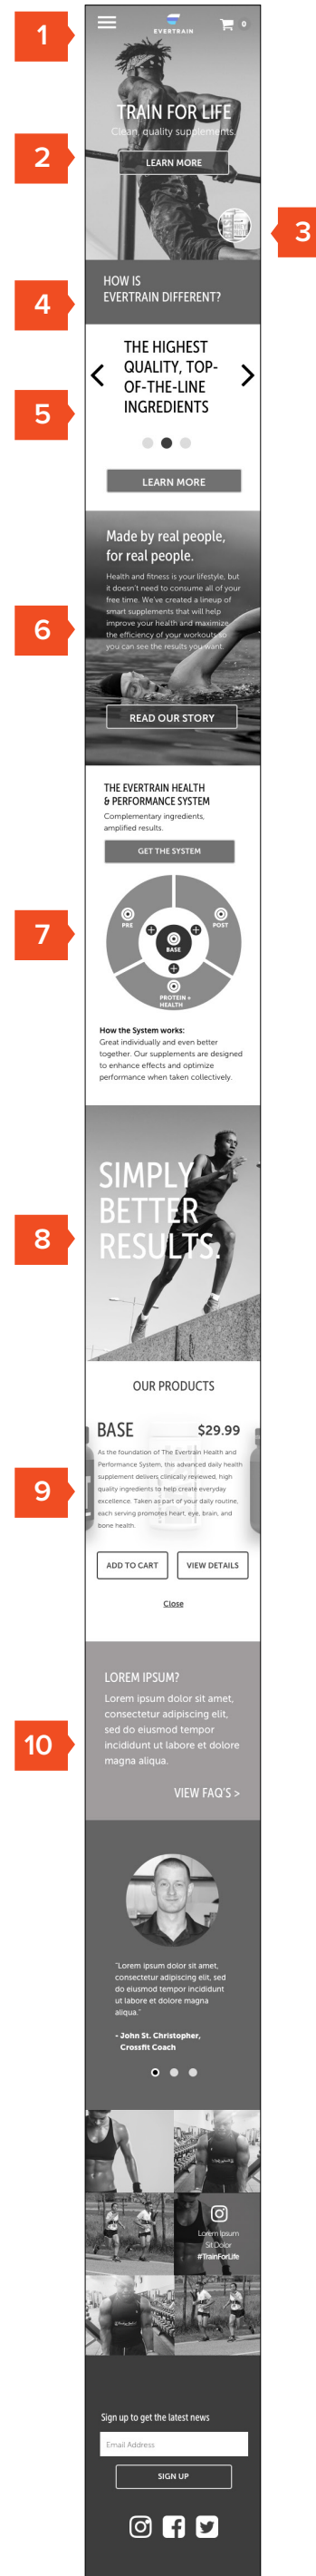 1
EVERTRAIN
0
TRAIN FOR LIFE
Clean, quality supplements.
2
LEARN MORE
3
HOW IS
EVERTRAIN DIFFERENT?
4
THE HIGHEST
QUALITY, TOP-
OF-THE-LINE
INGREDIENTS
5
LEARN MORE
Made by real people,
for real people.
Health and fitness is your lifestyle, but
it doesn't need to consume all of your
free time. We've created a lineup of
smart supplements that will help
improve your health and maximize
the efficiency of your workouts so
you can see the results you want.
6
READ OUR STORY
THE EVERTRAIN HEALTH
& PERFORMANCE SYSTEM
Complementary ingredients,
amplified results.
GET THE SYSTEM
7
PRE
POST
BASE
PROTEIN +
HEALTH
How the System works:
Great individually and even better
together. Our supplements are designed
to enhance effects and optimize
performance when taken collectively.
SIMPLY
BETTER
RESULTS.
8
OUR PRODUCTS
BASE $29.99
As the foundation of The Evertrain Health and
Performance System, this advanced daily health
supplement delivers clinically reviewed, high
quality ingredients to help create everyday
excellence. Taken as part of your daily routine,
each serving promotes heart, eye, brain, and
bone health.
9
ADD TO CART VIEW DETAILS
Close
LOREM IPSUM?
Lorem ipsum dolor sit amet,
consectetur adipiscing elit,
sed do eiusmod tempor
incididunt ut labore et dolore
magna aliqua.
10
VIEW FAQ'S >
"Lorem ipsum dolor sit amet,
consectetur adipiscing elit, sed
do eiusmod tempor incididunt
ut labore et dolore magna
aliqua."
- John St. Christopher,
Crossfit Coach
Lorem Ipsum
Sit Dolor
#TrainForLife
Sign up to get the latest news
Email Address
SIGN UP